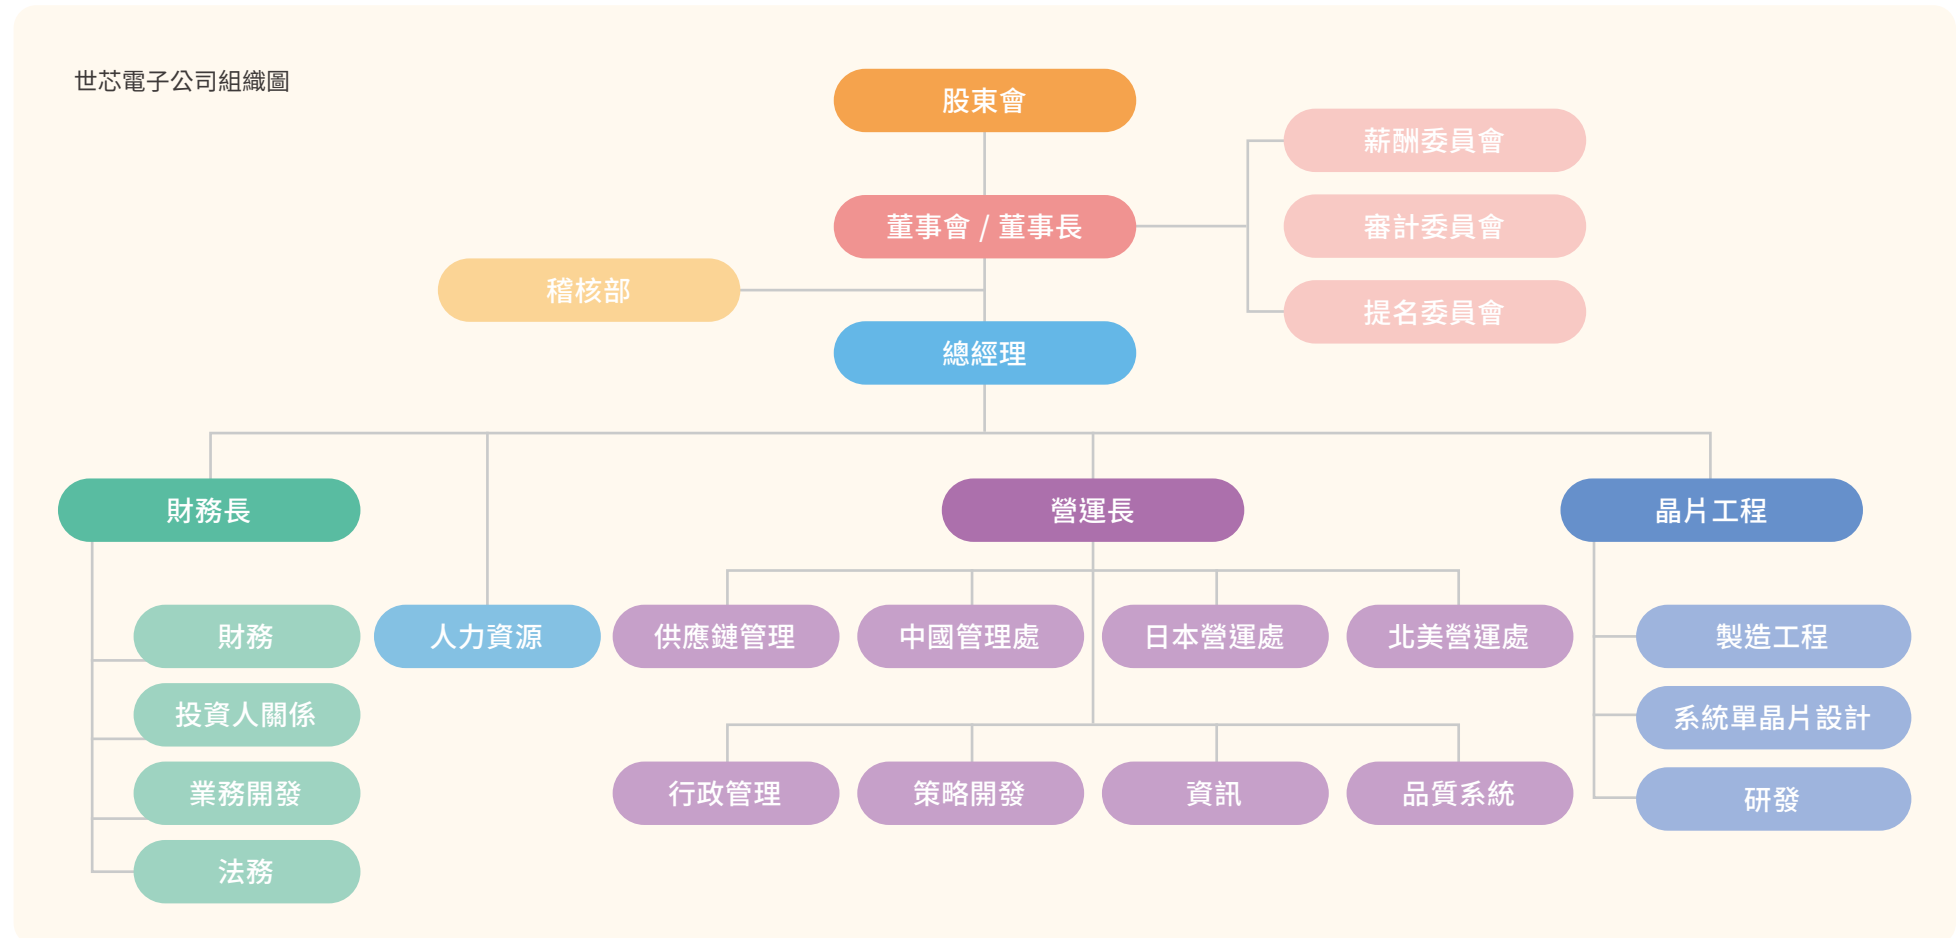 世芯電子公司組織圖
股東會
薪酬委員會
董事會 / 董事長
審計委員會
稽核部
提名委員會
總經理
財務長
營運長
晶片工程
財務
人力資源
供應鏈管理
中國管理處
日本營運處
北美營運處
製造工程
投資人關係
系統單晶片設計
業務開發
行政管理
策略開發
資訊
品質系統
研發
法務